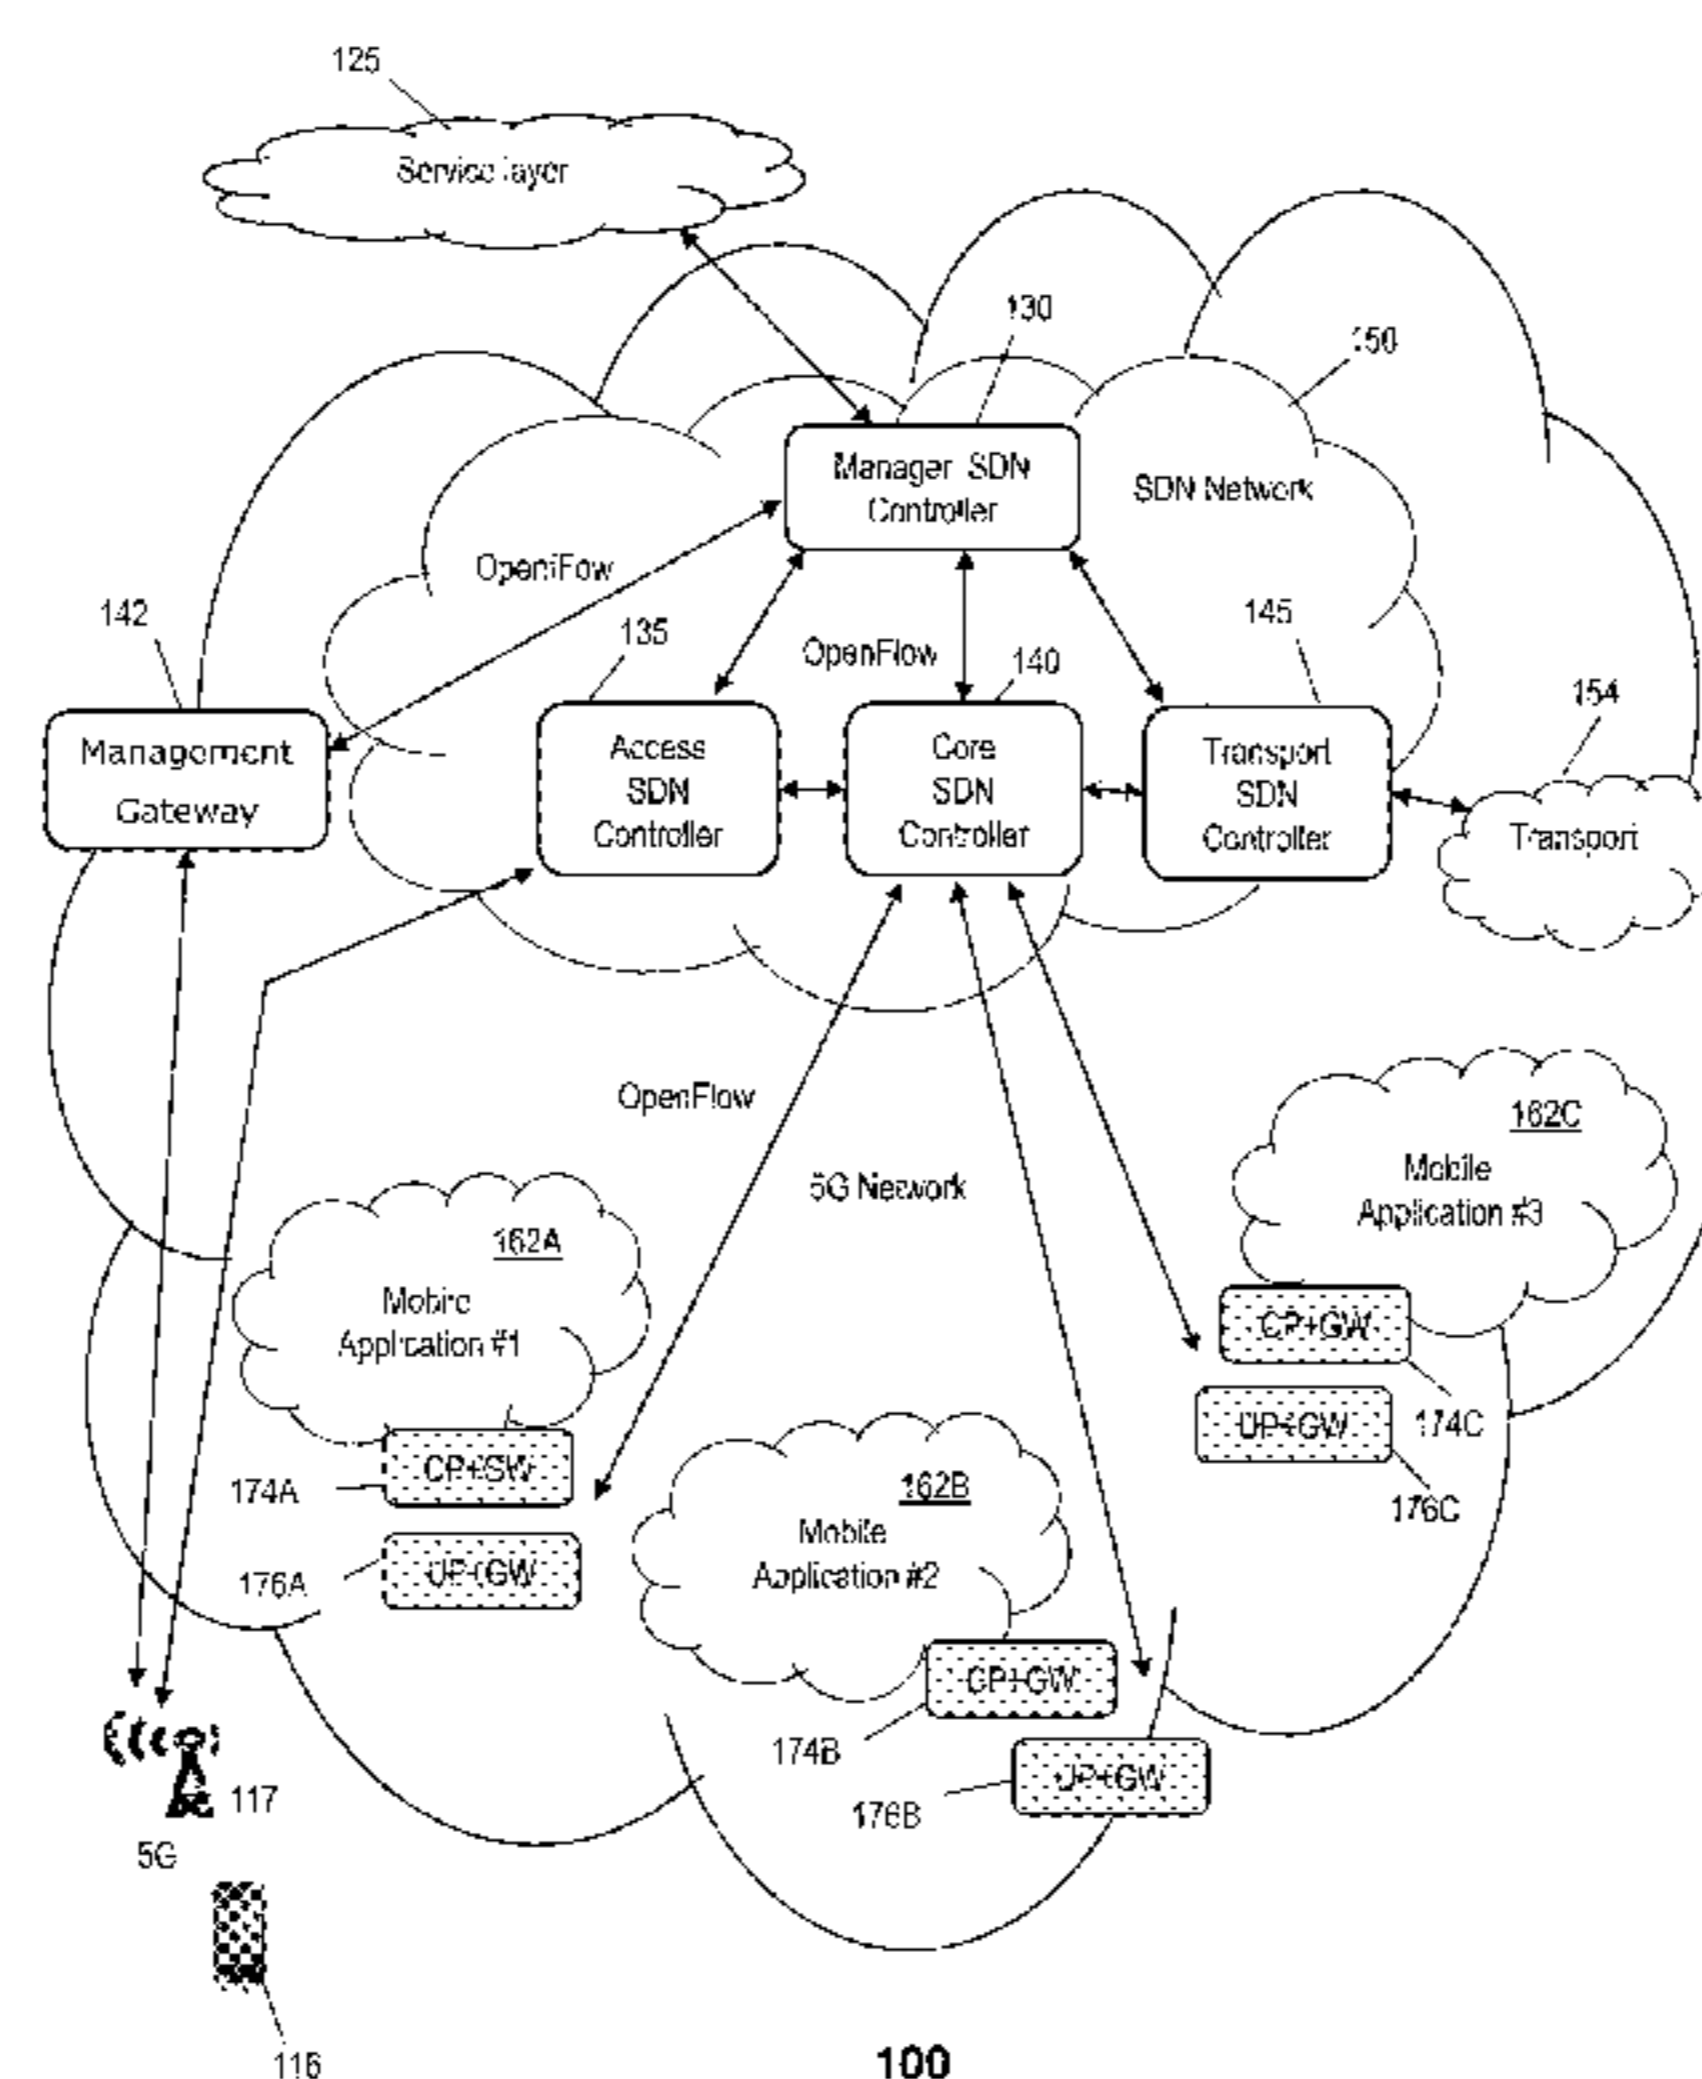 125
Service layer
130
150
Manager SDN
Controller
SDN Network
OpeniFow
142
135
OpenFlow
140
145
154
Management
Gateway
Access
SDN
Controller
Core
SDN
Controller
Transport
SDN
Controller
Transport
OpenFlow
5G Network
162C
Mobile
Application #3
162A
Mobile
Application #1
CP+GW
174C
UP+GW
176C
174A
176A
UP+GW
162B
Mobile
Application #2
CP+GW
174B
UP+GW
176B
117
5G
116
100